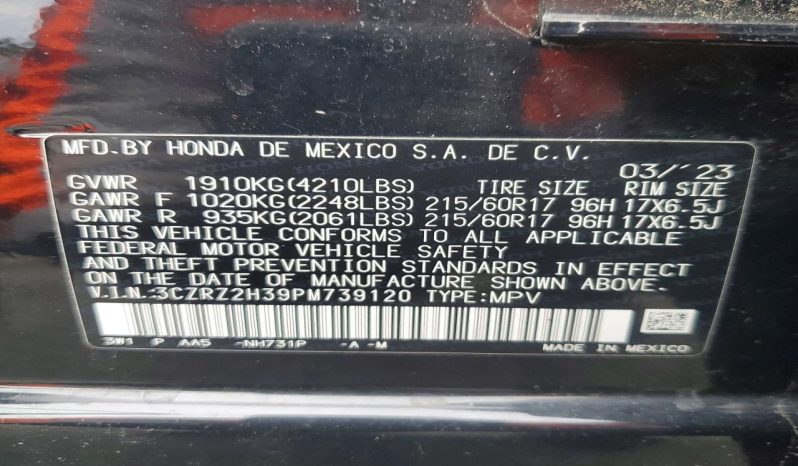 MFD.BY HONDA DE MEXICO S.A. DE C.V.
03/"23
GVWR 1910KG(4210LBS) TIRE SIZE RIM SIZE
GAWR F 1020KG(2248LBS) 215/60R17 96H 17X6.5J
GAWR R 935KG(2061LBS) 215/60R17 96H 17X6.5J
THIS VEHICLE CONFORMS TO ALL APPLICABLE
FEDERAL MOTOR VEHICLE SAFETY
AND THEFT PREVENTION STANDARDS IN EFFECT
ON THE DATE OF MANUFACTURE SHOWN ABOVE.
V.I.N. 3CZRZ2H39PM739120 TYPE:MPV
3W1 P AA5 -NH731P -A -M MADE IN MEXICO